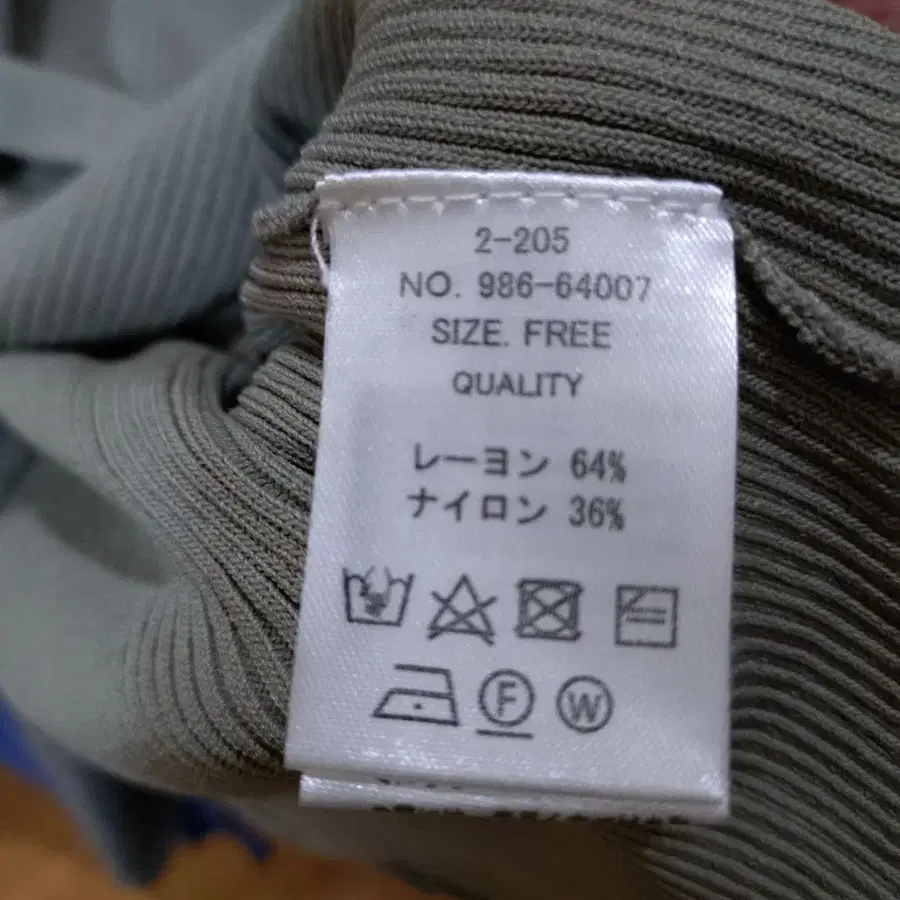 2-205
NO. 986-64007
SIZE. FREE
QUALITY
レーヨン 64%
ナイロン 36%
F W